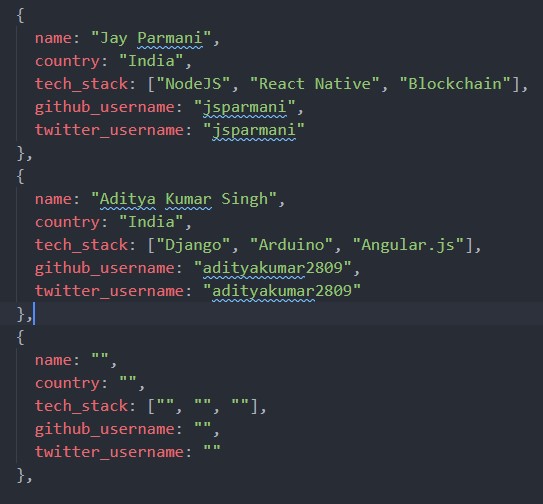 {
name: "Jay Parmani",
country: "India",
tech_stack: ["NodeJS", "React Native", "Blockchain"],
github_username: "jsparmani",
twitter_username: "jsparmani"
},
{
name: "Aditya Kumar Singh",
country: "India",
tech_stack: ["Django", "Arduino", "Angular.js"],
github_username: "adityakumar2809",
twitter_username: "adityakumar2809"
},
{
name: "",
country: "",
tech_stack: ["", "", ""],
github_username: "",
twitter_username: ""
},